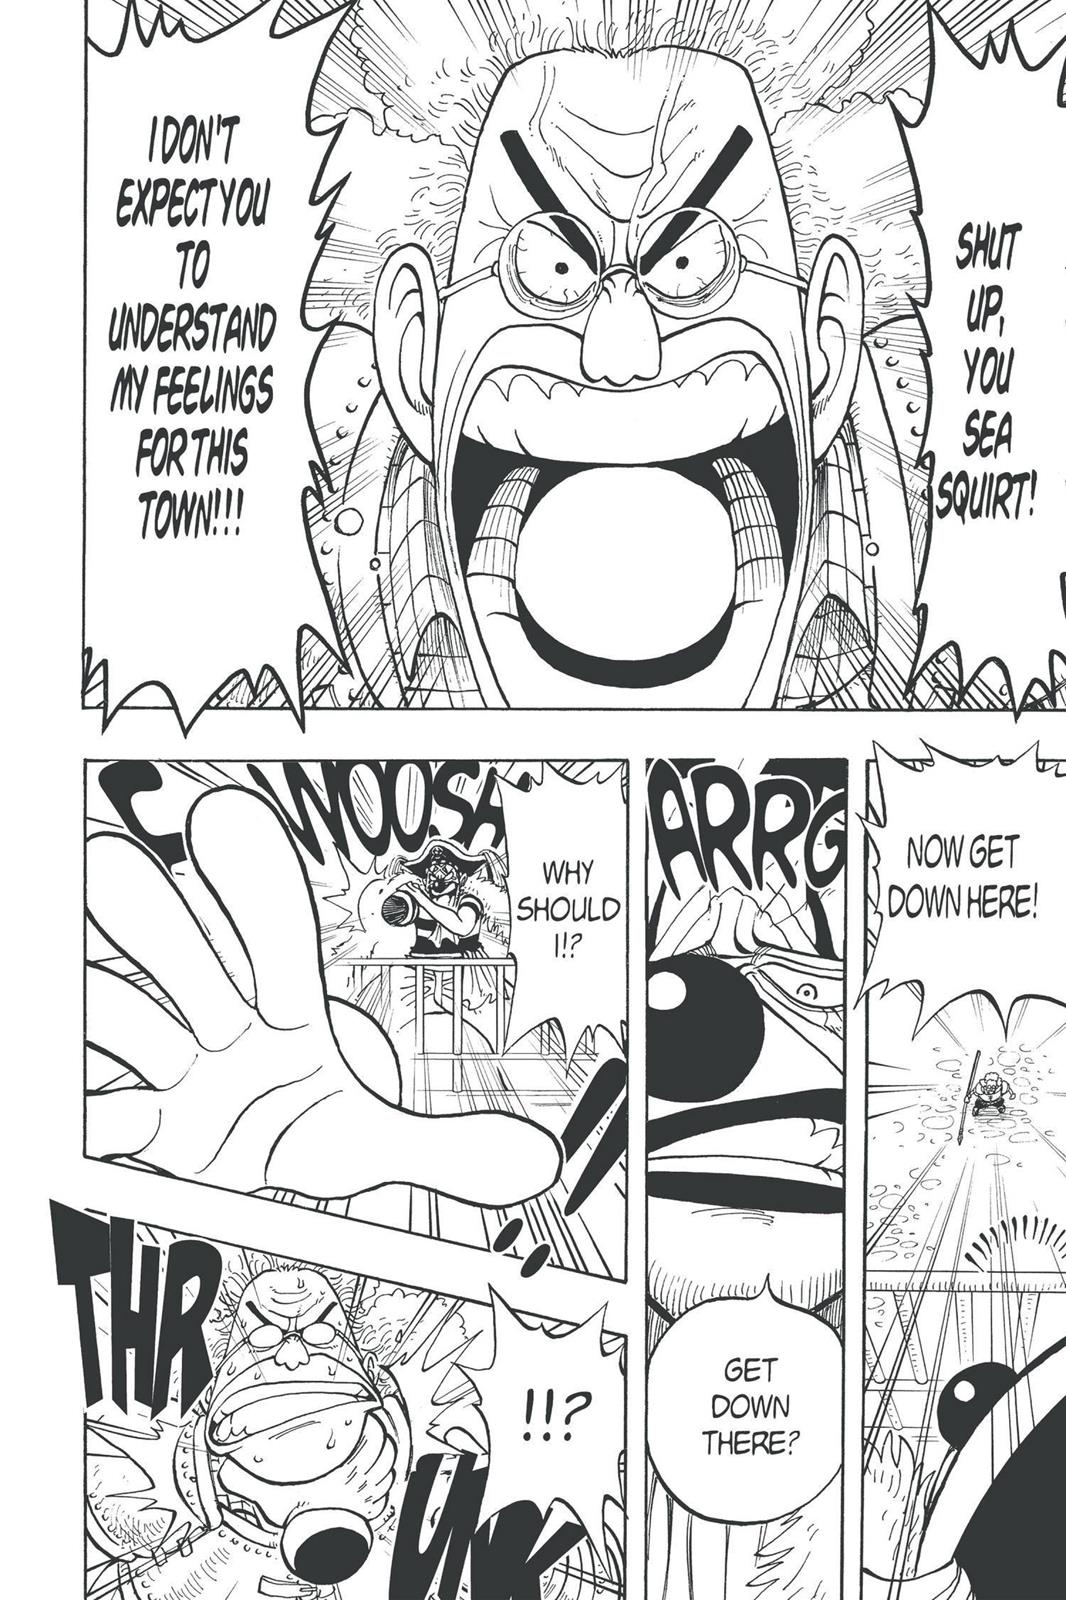 SHUT
UP,
YOU
SEA
SQUIRT!
I DON'T
EXPECT YOU
TO
UNDERSTAND
MY FEELINGS
FOR THIS
TOWN!!!
NOW GET
DOWN HERE!
ARRG
GET
DOWN
THERE?
WHY
SHOULD
I!?
WOOSA
!!?
THR
UNK